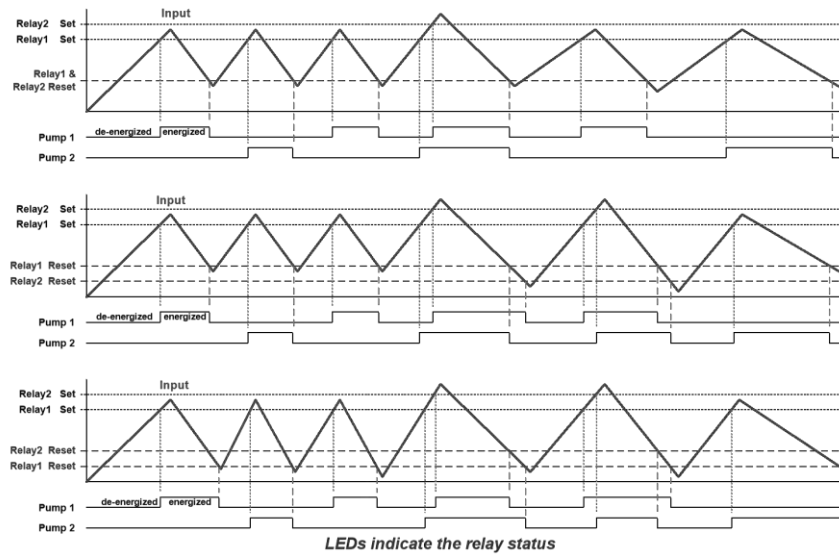 Input
Relay2 Set
Relay1 Set
Relay1 &
Relay2 Reset
de-energized energized
Pump 1
Pump 2
Input
Relay2 Set
Relay1 Set
Relay1 Reset
Relay2 Reset
de-energized energized
Pump 1
Pump 2
Input
Relay2 Set
Relay1 Set
Relay2 Reset
Relay1 Reset
de-energized energized
Pump 1
Pump 2
LEDs indicate the relay status